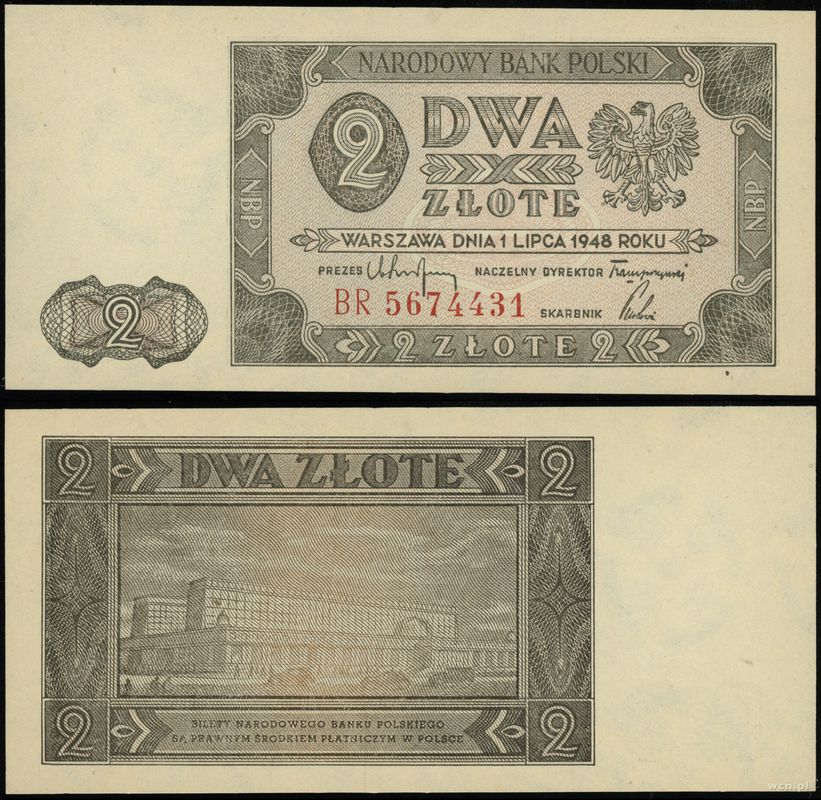 NARODOWY BANK POLSKI
2 DWA
ZŁOTE
NBP
NBP
WARSZAWA DNIA 1 LIPCA 1948 ROKU
PREZES NACZELNY DYREKTOR
BR 5674431 SKARBNIK
2
2 ZŁOTE 2
2 DWA ZŁOTE 2
BILETY NARODOWEGO BANKU POLSKIEGO
2 SĄ PRAWNYM ŚRODKIEM PŁATNICZYM W POLSCE 2
wcn.pl